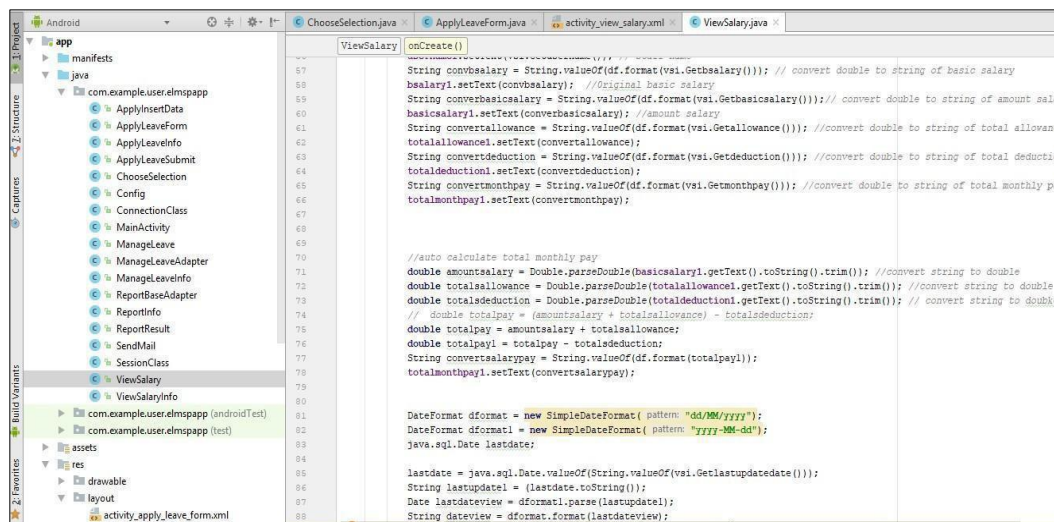 Android
ChooseSelection.java
ApplyLeaveForm.java
activity_view_salary.xml
ViewSalary.java
1: Project
7: Structure
Captures
Build Variants
2: Favorites
app
manifests
java
com.example.user.elmspapp
ApplyInsertData
ApplyLeaveForm
ApplyLeaveInfo
ApplyLeaveSubmit
ChooseSelection
Config
ConnectionClass
MainActivity
ManageLeave
ManageLeaveAdapter
ManageLeaveInfo
ReportBaseAdapter
ReportInfo
ReportResult
SendMail
SessionClass
ViewSalary
ViewSalaryInfo
com.example.user.elmspapp (androidTest)
com.example.user.elmspapp (test)
assets
res
drawable
layout
activity_apply_leave_form.xml
ViewSalary onCreate()
57 String convbsalary = String.valueOf(df.format(vsi.Getbsalary())); // convert double to string of basic salary
58 bsalary1.setText(convbsalary); //Original basic salary
59 String converbasicsalary = String.valueOf(df.format(vsi.Getbasicsalary()));// convert double to string of amount sal
60 basicsalary1.setText(converbasicsalary); //amount salary
61 String convertallowance = String.valueOf(df.format(vsi.Getallowance())); //convert double to string of total allowan
62 totalallowance1.setText(convertallowance);
63 String convertdeduction = String.valueOf(df.format(vsi.Getdeduction())); //convert double to string of total deducti
64 totaldeduction1.setText(convertdeduction);
65 String convertmonthpay = String.valueOf(df.format(vsi.Getmonthpay())); //convert double to string of total monthly p
66 totalmonthpay1.setText(convertmonthpay);
67
68
69
70 //auto calculate total monthly pay
71 double amountsalary = Double.parseDouble(basicsalary1.getText().toString().trim()); //convert string to double
72 double totalsallowance = Double.parseDouble(totalallowance1.getText().toString().trim()); //convert string to double
73 double totalsdeduction = Double.parseDouble(totaldeduction1.getText().toString().trim()); // convert string to doubl
74 // double totalpay = (amountsalary + totalsallowance) - totalsdeduction;
75 double totalpay = amountsalary + totalsallowance;
76 double totalpay1 = totalpay - totalsdeduction;
77 String convertsalarypay = String.valueOf(df.format(totalpay1));
78 totalmonthpay1.setText(convertsalarypay);
79
80
81 DateFormat dformat = new SimpleDateFormat( pattern: "dd/MM/yyyy");
82 DateFormat dformat1 = new SimpleDateFormat( pattern: "yyyy-MM-dd");
83 java.sql.Date lastdate;
84
85 lastdate = java.sql.Date.valueOf(String.valueOf(vsi.Getlastupdatedate()));
86 String lastupdate1 = (lastdate.toString());
87 Date lastdateview = dformat1.parse(lastupdate1);
88 String dateview = dformat.format(lastdateview);